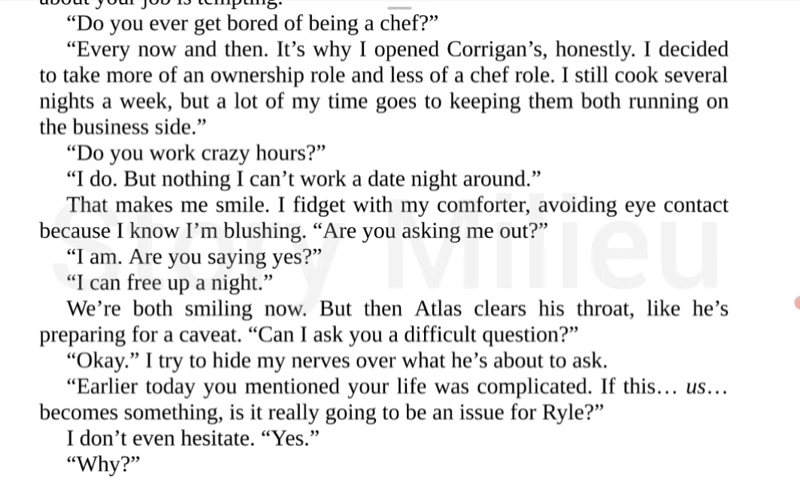 about your job is tempting.
“Do you ever get bored of being a chef?”
“Every now and then. It’s why I opened Corrigan’s, honestly. I decided
to take more of an ownership role and less of a chef role. I still cook several
nights a week, but a lot of my time goes to keeping them both running on
the business side.”
“Do you work crazy hours?”
“I do. But nothing I can’t work a date night around.”
That makes me smile. I fidget with my comforter, avoiding eye contact
because I know I’m blushing. “Are you asking me out?”
“I am. Are you saying yes?”
“I can free up a night.”
We’re both smiling now. But then Atlas clears his throat, like he’s
preparing for a caveat. “Can I ask you a difficult question?”
“Okay.” I try to hide my nerves over what he’s about to ask.
“Earlier today you mentioned your life was complicated. If this… us…
becomes something, is it really going to be an issue for Ryle?”
I don’t even hesitate. “Yes.”
“Why?”
Story Milieu